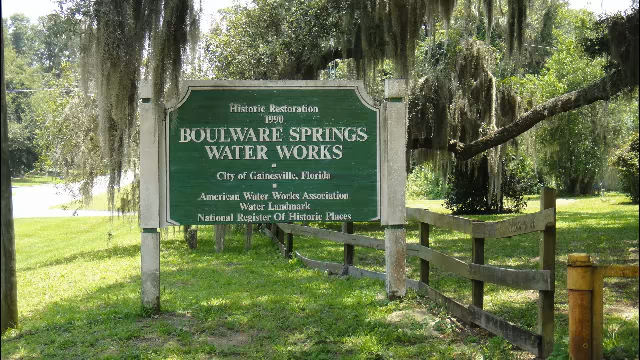 Historic Restoration
1990
BOULWARE SPRINGS
WATER WORKS
City of Gainesville, Florida
American Water Works Association
Water Landmark
National Register Of Historic Places